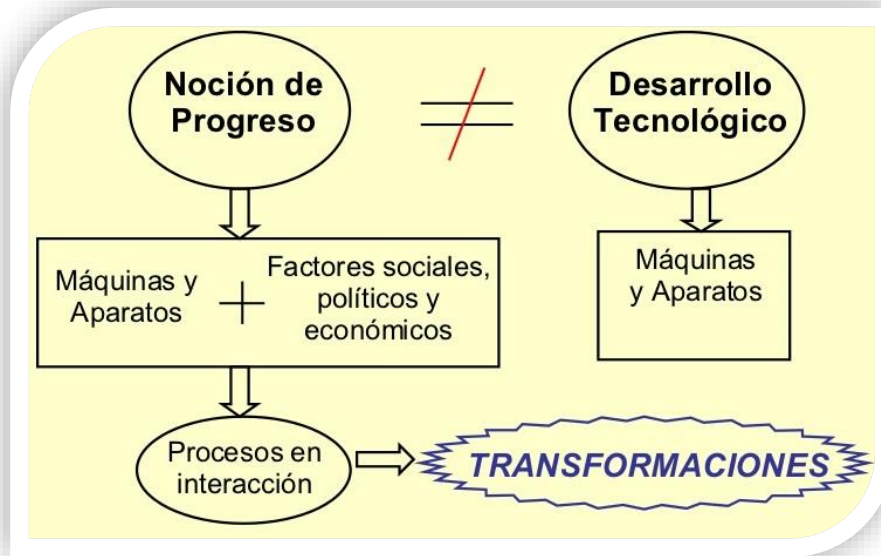 Noción de
Progreso
≠
Desarrollo
Tecnológico
Máquinas y
Aparatos
+
Factores sociales,
políticos y
económicos
Máquinas
y Aparatos
Procesos en
interacción
TRANSFORMACIONES